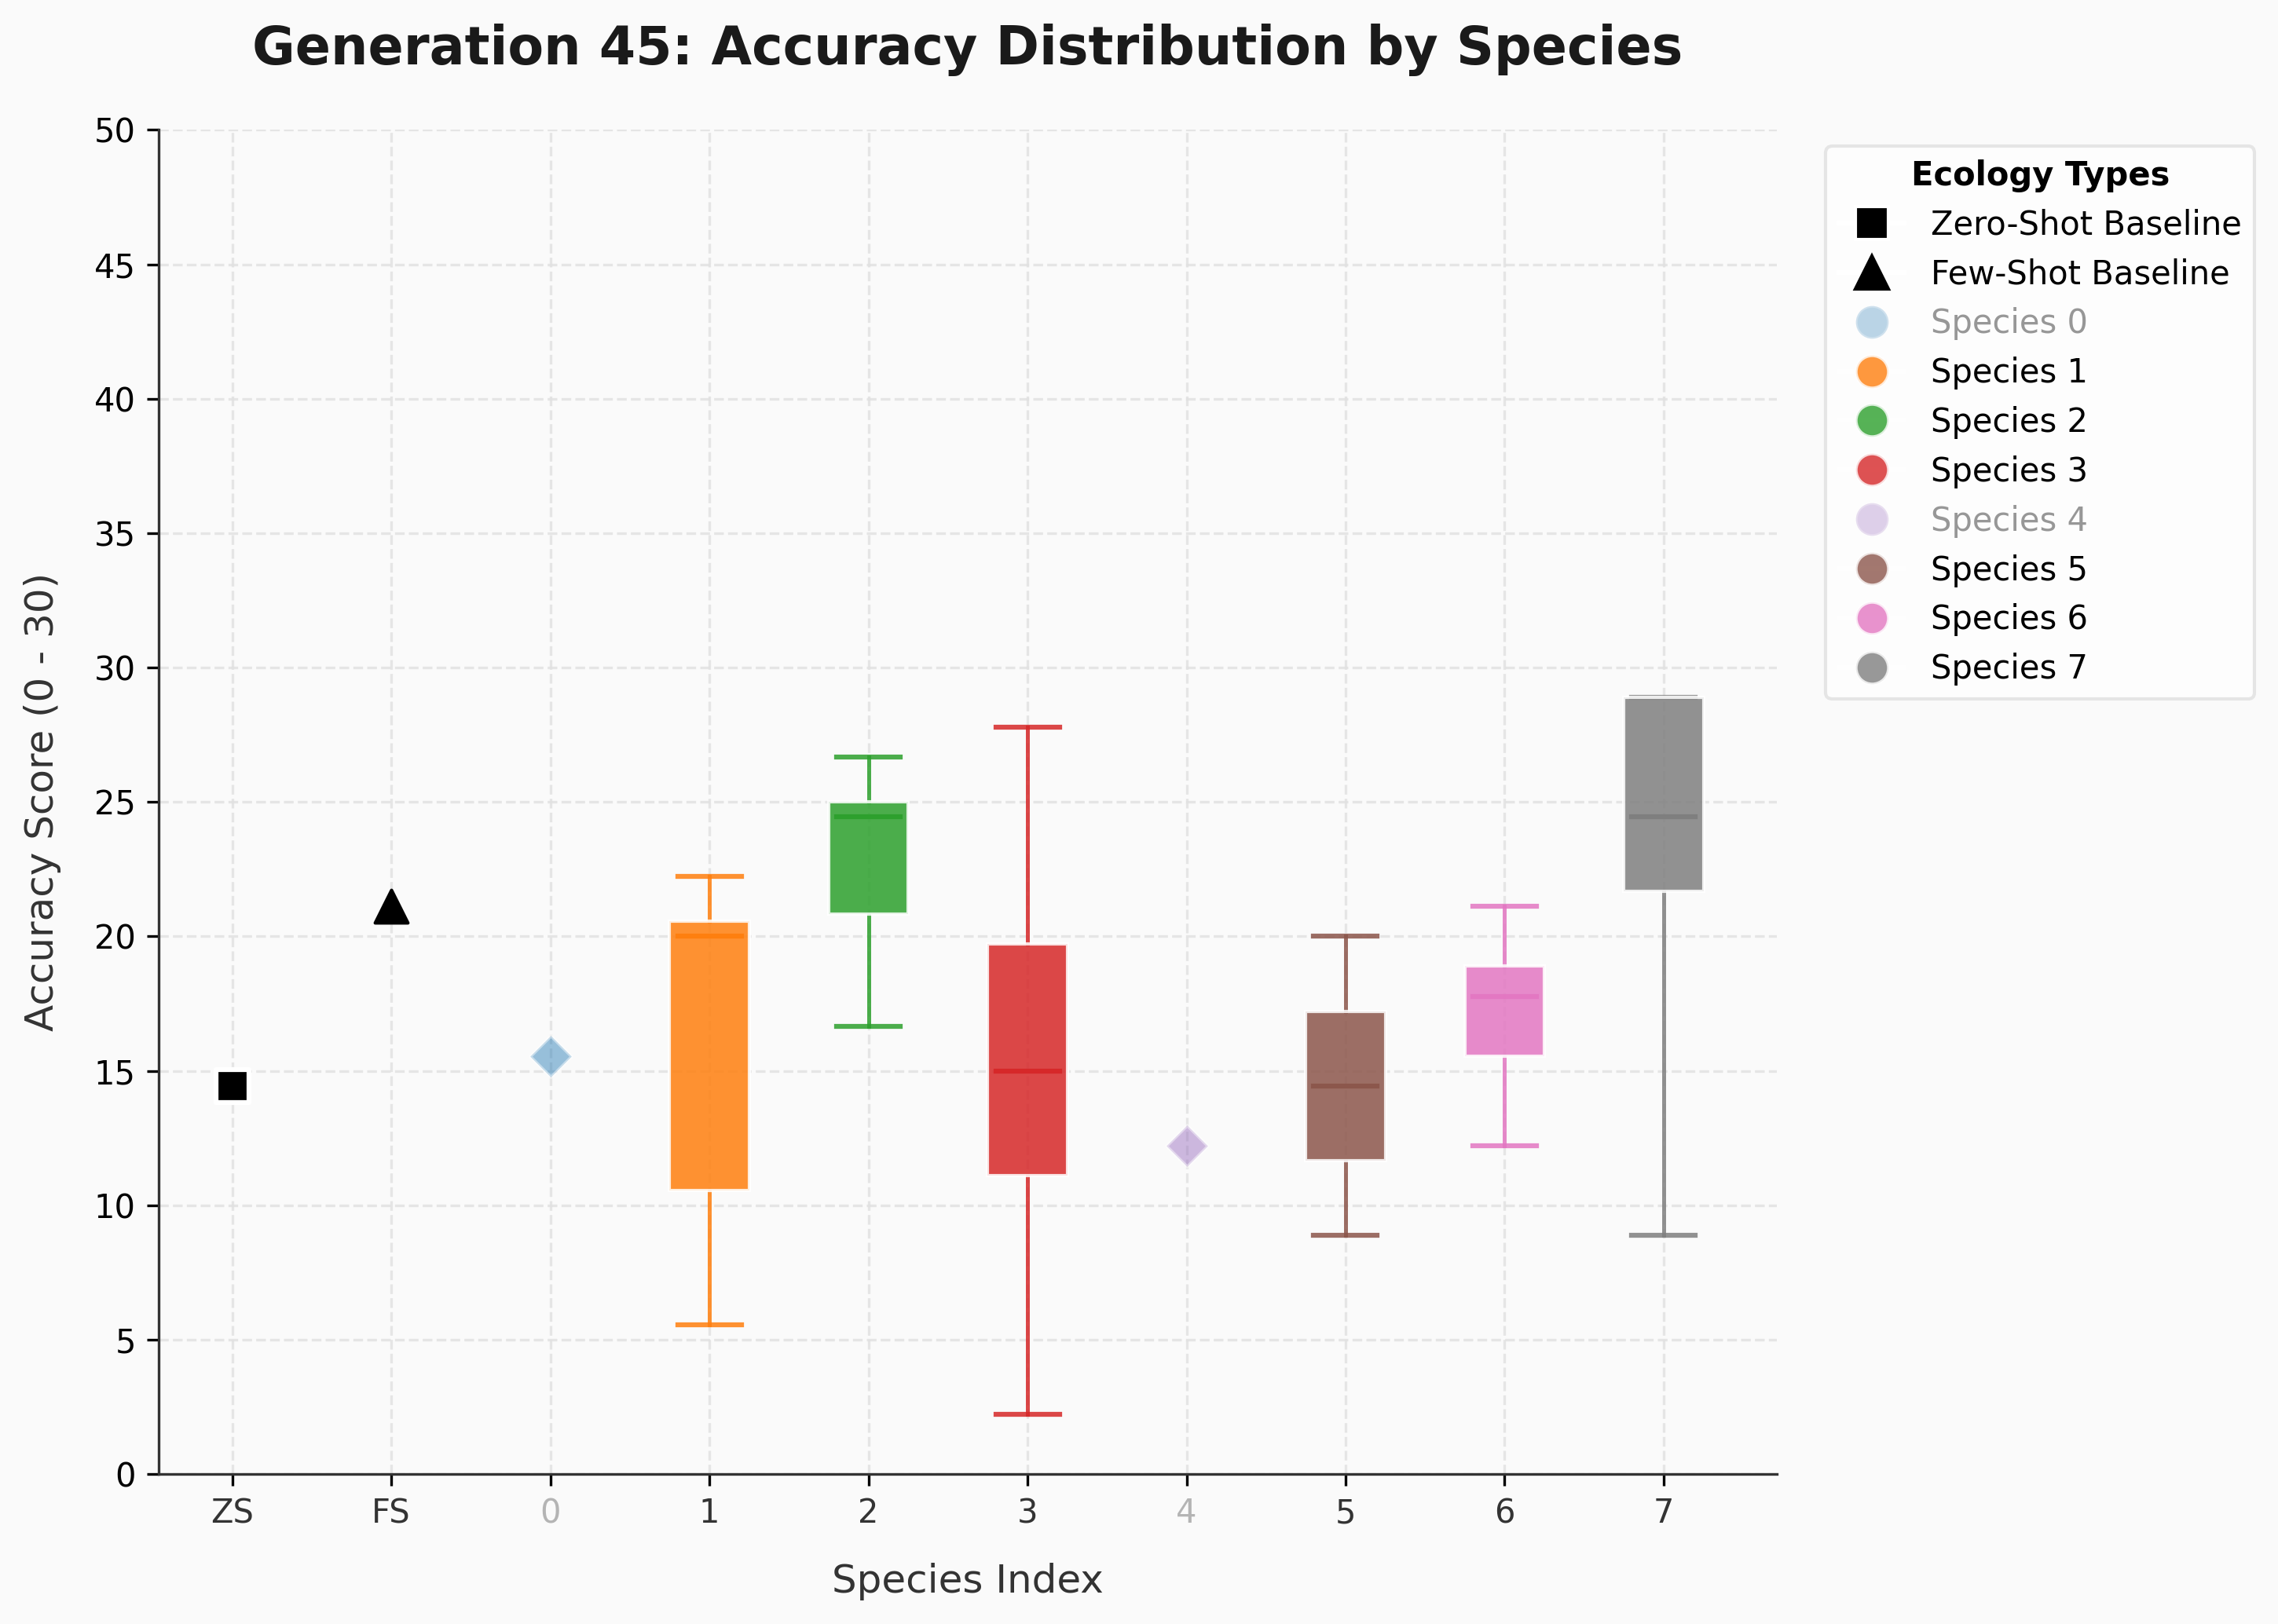 Generation 45: Accuracy Distribution by Species
50
45
40
35
30
25
20
15
10
5
0
Accuracy Score (0 - 30)
ZS FS 0 1 2 3 4 5 6 7
Species Index
Ecology Types
Zero-Shot Baseline
Few-Shot Baseline
Species 0
Species 1
Species 2
Species 3
Species 4
Species 5
Species 6
Species 7